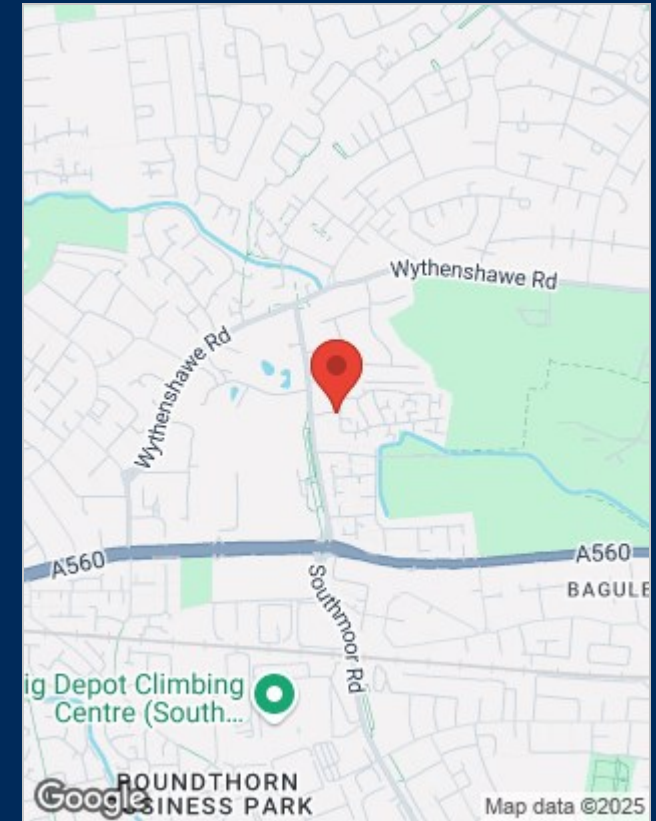 Wythenshawe Rd
Wythenshawe Rd
A560
A560
BAGULE
Southmoor Rd
ig Depot Climbing
Centre (South...
ROUNDTHORN
BUSINESS PARK
Google
Map data ©2025